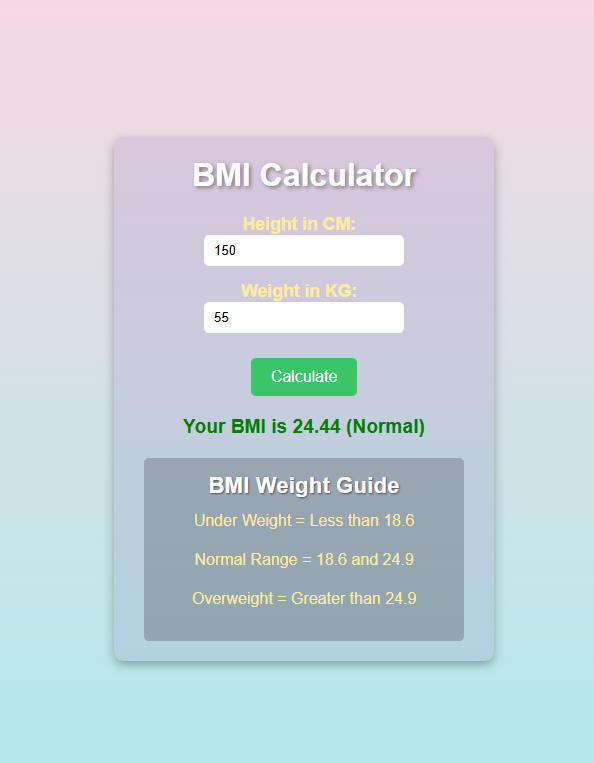 BMI Calculator
Height in CM:
150
Weight in KG:
55
Calculate
Your BMI is 24.44 (Normal)
BMI Weight Guide
Under Weight = Less than 18.6
Normal Range = 18.6 and 24.9
Overweight = Greater than 24.9